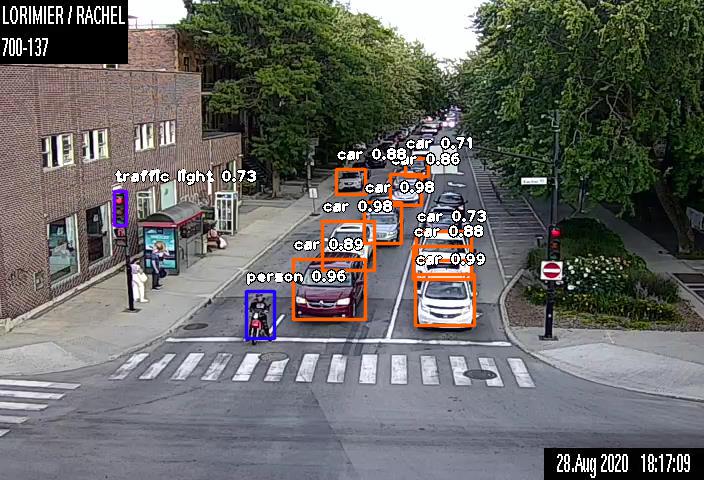 LORIMIER / RACHEL
700-137
car 0.71
car 0.88
car 0.86
traffic light 0.73
car 0.98
car 0.98
car 0.73
car 0.88
car 0.89
car 0.99
person 0.96
28.Aug 2020 18:17:09